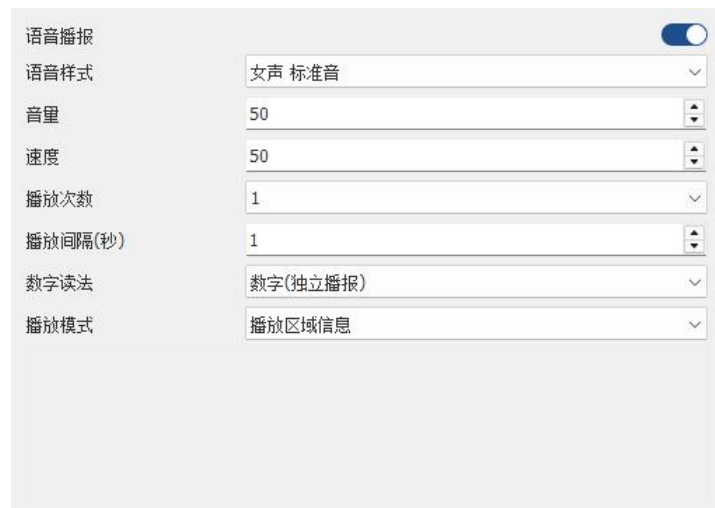 语音播报
语音样式 女声 标准音
音量 50
速度 50
播放次数 1
播放间隔(秒) 1
数字读法 数字(独立播报)
播放模式 播放区域信息